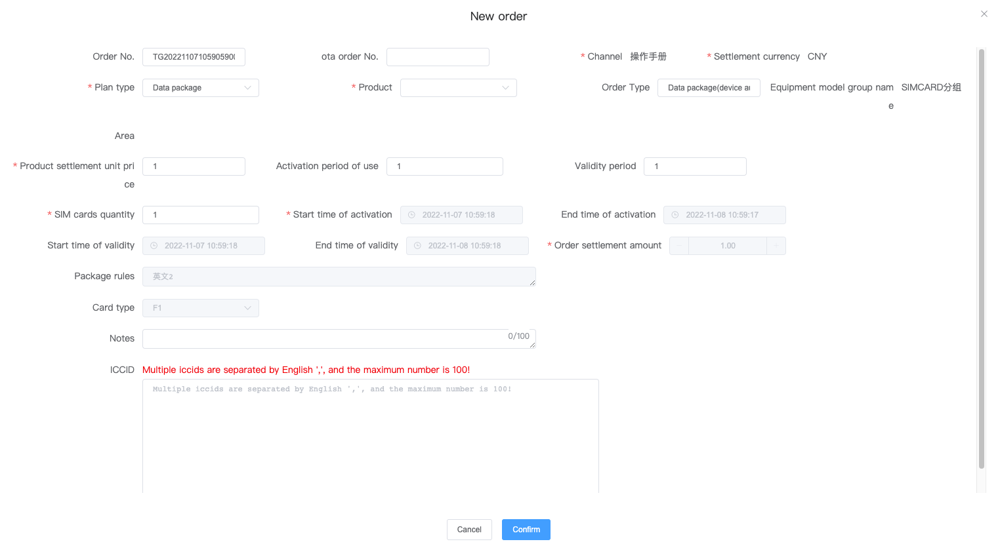 New order
Order No. TG2022110710590590
ota order No.
* Channel 操作手册
* Settlement currency CNY
* Plan type Data package
* Product
Order Type Data package(device a
Equipment model group nam
e
SIMCARD分组
Area
* Product settlement unit pri
ce
1
Activation period of use 1
Validity period 1
* SIM cards quantity 1
* Start time of activation 2022-11-07 10:59:18
End time of activation 2022-11-08 10:59:17
Start time of validity 2022-11-07 10:59:18
End time of validity 2022-11-08 10:59:18
* Order settlement amount 1.00
Package rules 英文2
Card type F1
Notes 0/100
ICCID Multiple iccids are separated by English ',', and the maximum number is 100!
Multiple iccids are separated by English ',', and the maximum number is 100!
Cancel
Confirm